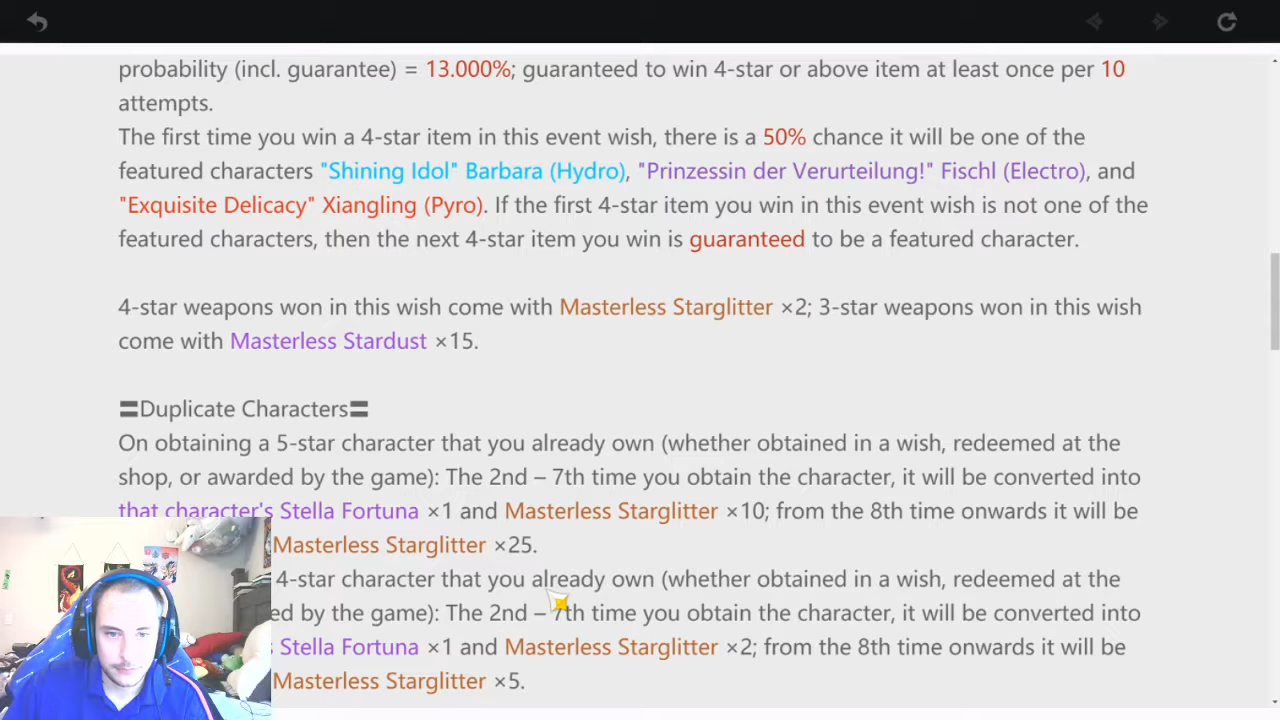 probability (incl. guarantee) = 13.000%; guaranteed to win 4-star or above item at least once per 10
attempts.
The first time you win a 4-star item in this event wish, there is a 50% chance it will be one of the
featured characters "Shining Idol" Barbara (Hydro), "Prinzessin der Verurteilung!" Fischl (Electro), and
"Exquisite Delicacy" Xiangling (Pyro). If the first 4-star item you win in this event wish is not one of the
featured characters, then the next 4-star item you win is guaranteed to be a featured character.
4-star weapons won in this wish come with Masterless Starglitter ×2; 3-star weapons won in this wish
come with Masterless Stardust ×15.
〓Duplicate Characters〓
On obtaining a 5-star character that you already own (whether obtained in a wish, redeemed at the
shop, or awarded by the game): The 2nd – 7th time you obtain the character, it will be converted into
that character's Stella Fortuna ×1 and Masterless Starglitter ×10; from the 8th time onwards it will be
Masterless Starglitter ×25.
4-star character that you already own (whether obtained in a wish, redeemed at the
ed by the game): The 2nd – 7th time you obtain the character, it will be converted into
Stella Fortuna ×1 and Masterless Starglitter ×2; from the 8th time onwards it will be
Masterless Starglitter ×5.